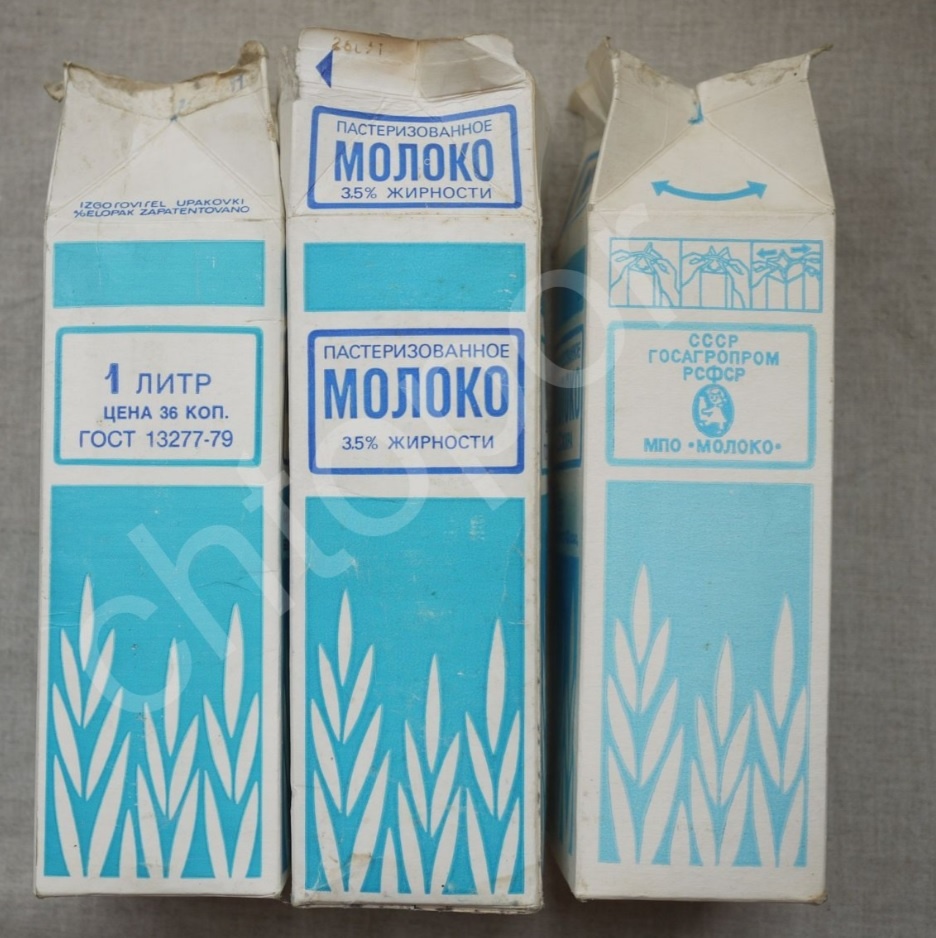 IZGOTOVITEL UPAKOVKI
%ELOPAK ZAPATENTOVANO
1 ЛИТР
ЦЕНА 36 КОП.
ГОСТ 13277-79
ПАСТЕРИЗОВАННОЕ
МОЛОКО
3.5% ЖИРНОСТИ
ПАСТЕРИЗОВАННОЕ
МОЛОКО
3.5% ЖИРНОСТИ
СССР
ГОСАГРОПРОМ
РСФСР
МПО "МОЛОКО"
chtopor